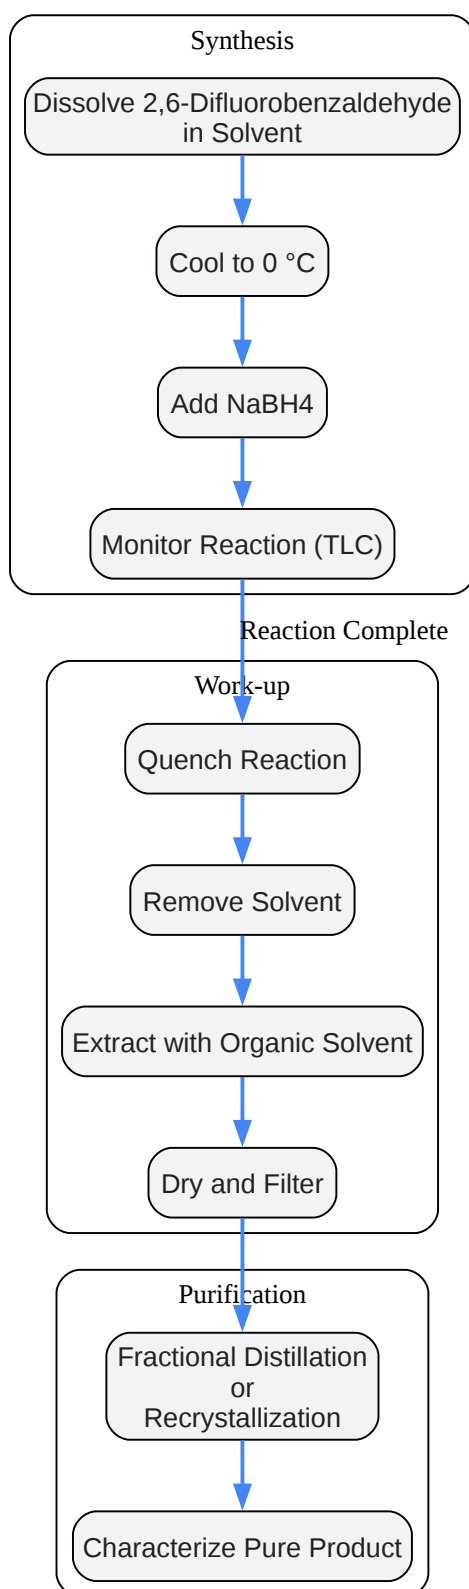 Synthesis
Dissolve 2,6-Difluorobenzaldehyde
in Solvent
Cool to 0 °C
Add NaBH4
Monitor Reaction (TLC)
Reaction Complete
Work-up
Quench Reaction
Remove Solvent
Extract with Organic Solvent
Dry and Filter
Purification
Fractional Distillation
or
Recrystallization
Characterize Pure Product